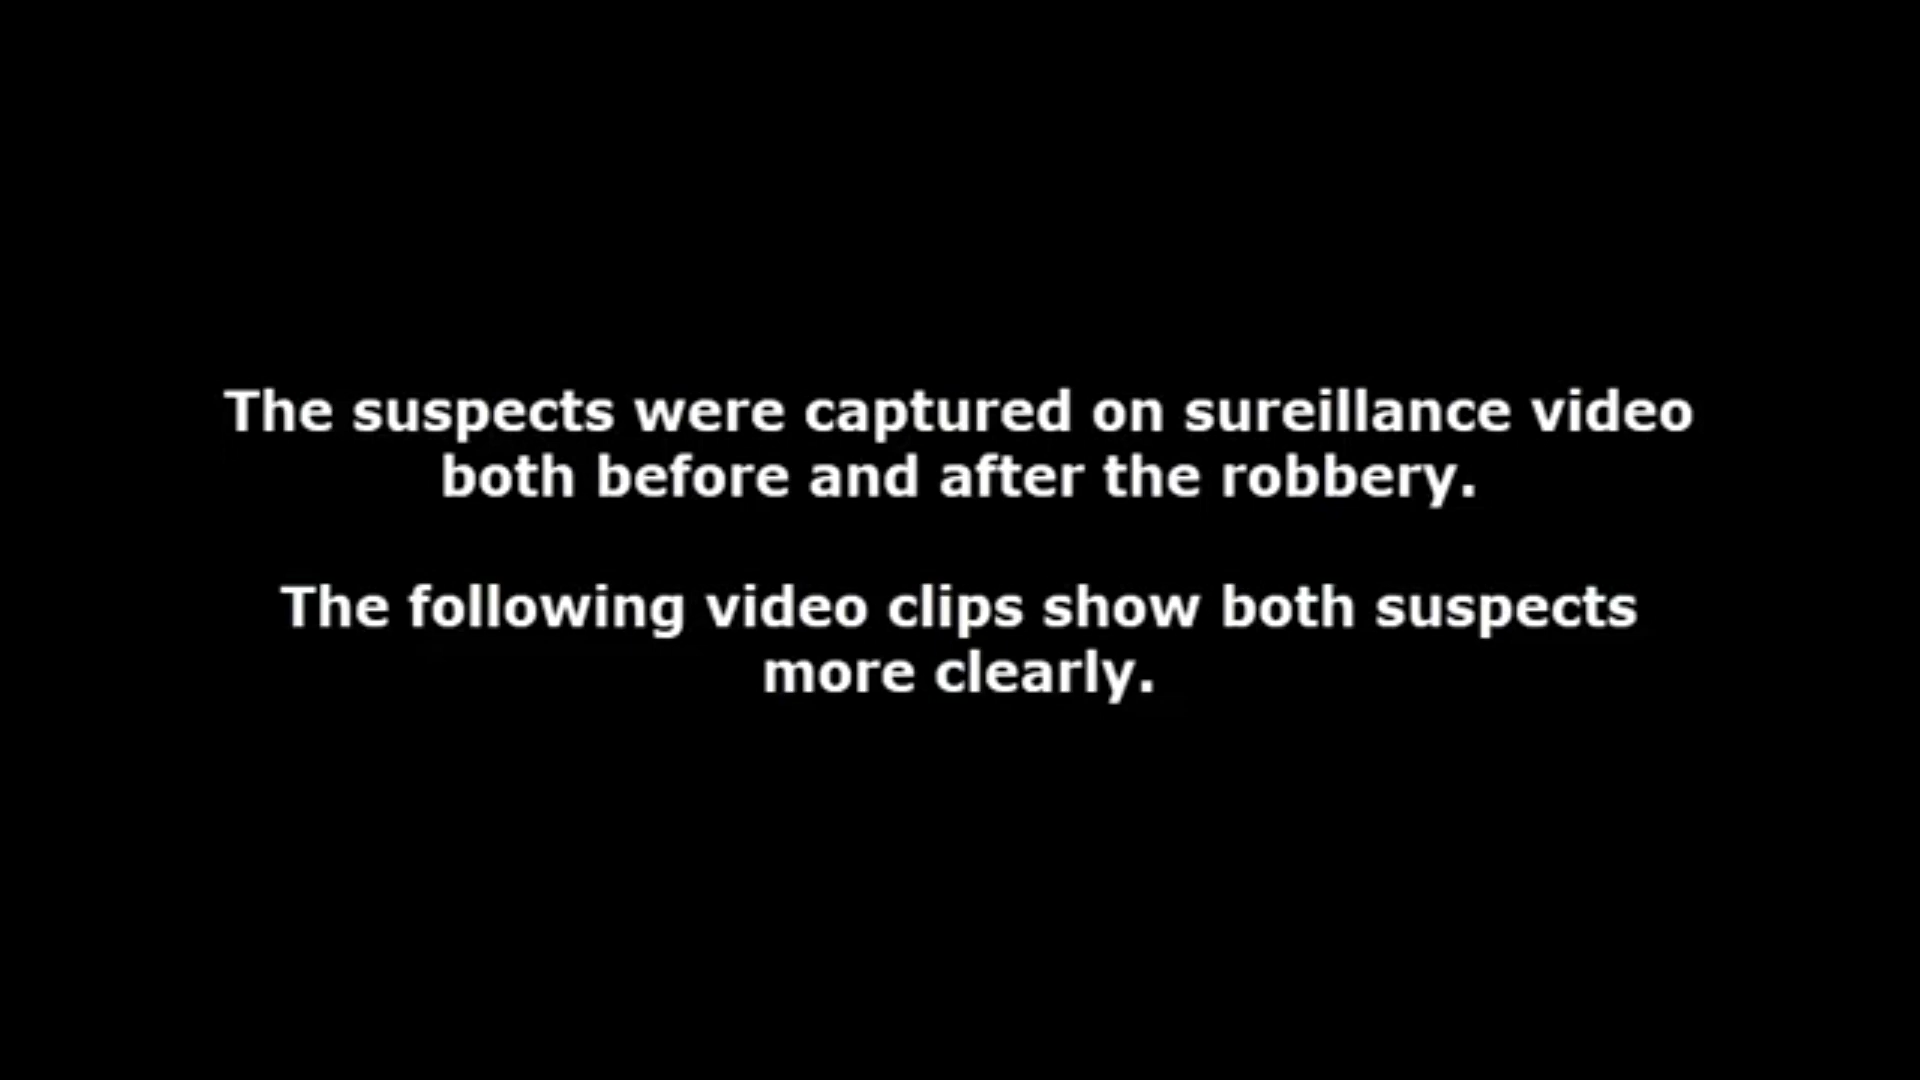 The suspects were captured on sureillance video
both before and after the robbery.
The following video clips show both suspects
more clearly.